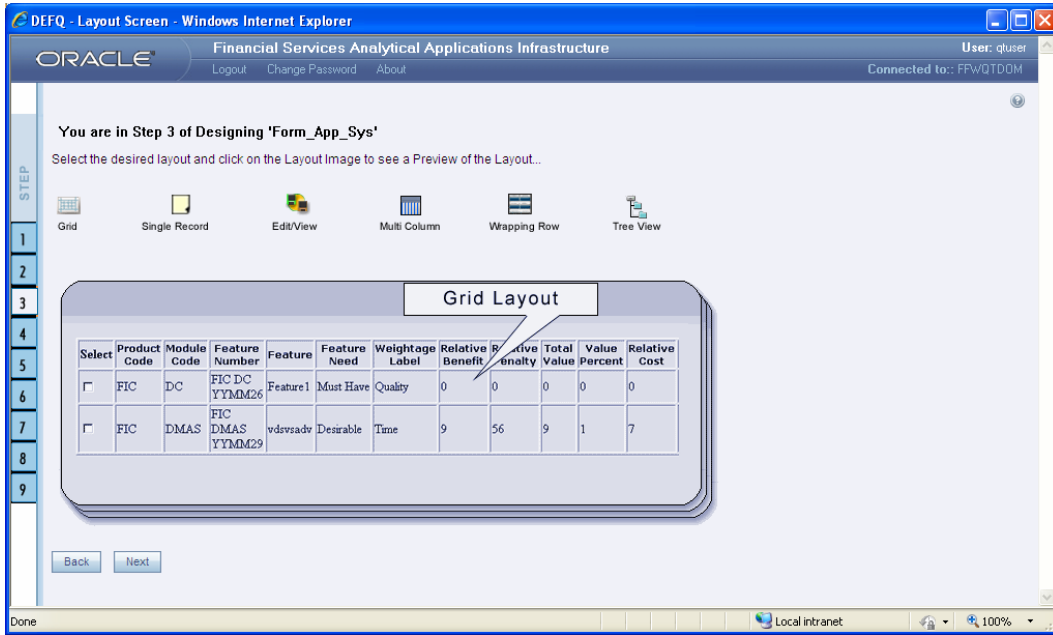 DEFQ - Layout Screen - Windows Internet Explorer
ORACLE
Financial Services Analytical Applications Infrastructure
User: qtuser
Logout Change Password About
Connected to:: FFWQTDOM
You are in Step 3 of Designing 'Form_App_Sys'
Select the desired layout and click on the Layout Image to see a Preview of the Layout...
STEP
Grid Single Record Edit/View Multi Column Wrapping Row Tree View
1
2
3
4
5
6
7
8
9
Grid Layout
Select Product Code Module Code Feature Number Feature Feature Need Weightage Label Relative Benefit Total Value Value Percent Relative Cost
FIC DC FIC DC YYMM26 Feature1 Must Have Quality 0 0 0 0 0
FIC DMAS FIC DMAS YYMM29 vdsvsadv Desirable Time 9 56 9 1 7
Back Next
Done
Local intranet
100%